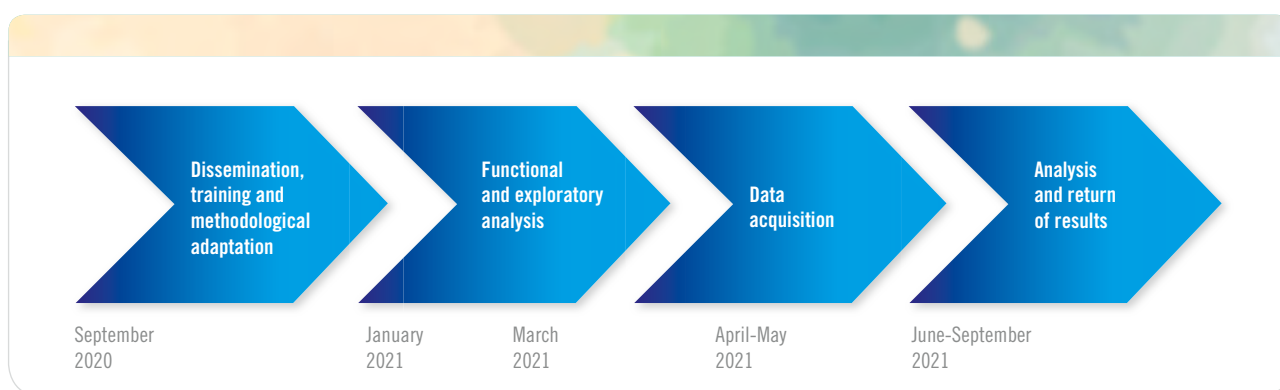 Dissemination,
training and
methodological
adaptation
Functional
and exploratory
analysis
Data
acquisition
Analysis
and return
of results
September
2020
January
2021
March
2021
April-May
2021
June-September
2021